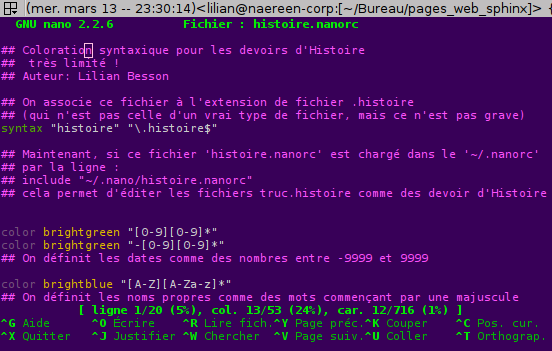 (mer. mars 13 -- 23:30:14)<lilian@naereen-corp:[~/Bureau/pages_web_sphinx]> {
GNU nano 2.2.6 Fichier : histoire.nanorc
## Coloration syntaxique pour les devoirs d'Histoire
##  très limité !
## Auteur: Lilian Besson
## On associe ce fichier à l'extension de fichier .histoire
## (qui n'est pas celle d'un vrai type de fichier, mais ce n'est pas grave)
syntax "histoire" "\.histoire$"
## Maintenant, si ce fichier 'histoire.nanorc' est chargé dans le '~/.nanorc'
## par la ligne :
## include "~/.nano/histoire.nanorc"
## cela permet d'éditer les fichiers truc.histoire comme des devoir d'Histoire
color brightgreen "[0-9][0-9]*"
color brightgreen "-[0-9][0-9]*"
## On définit les dates comme des nombres entre -9999 et 9999
color brightblue "[A-Z][A-Za-z]*"
## On définit les noms propres comme des mots commençant par une majuscule
[ ligne 1/20 (5%), col. 13/53 (24%), car. 12/716 (1%) ]
^G Aide ^O Écrire ^R Lire fich. ^Y Page préc. ^K Couper ^C Pos. cur.
^X Quitter ^J Justifier ^W Chercher ^V Page suiv. ^U Coller ^T Orthograp.